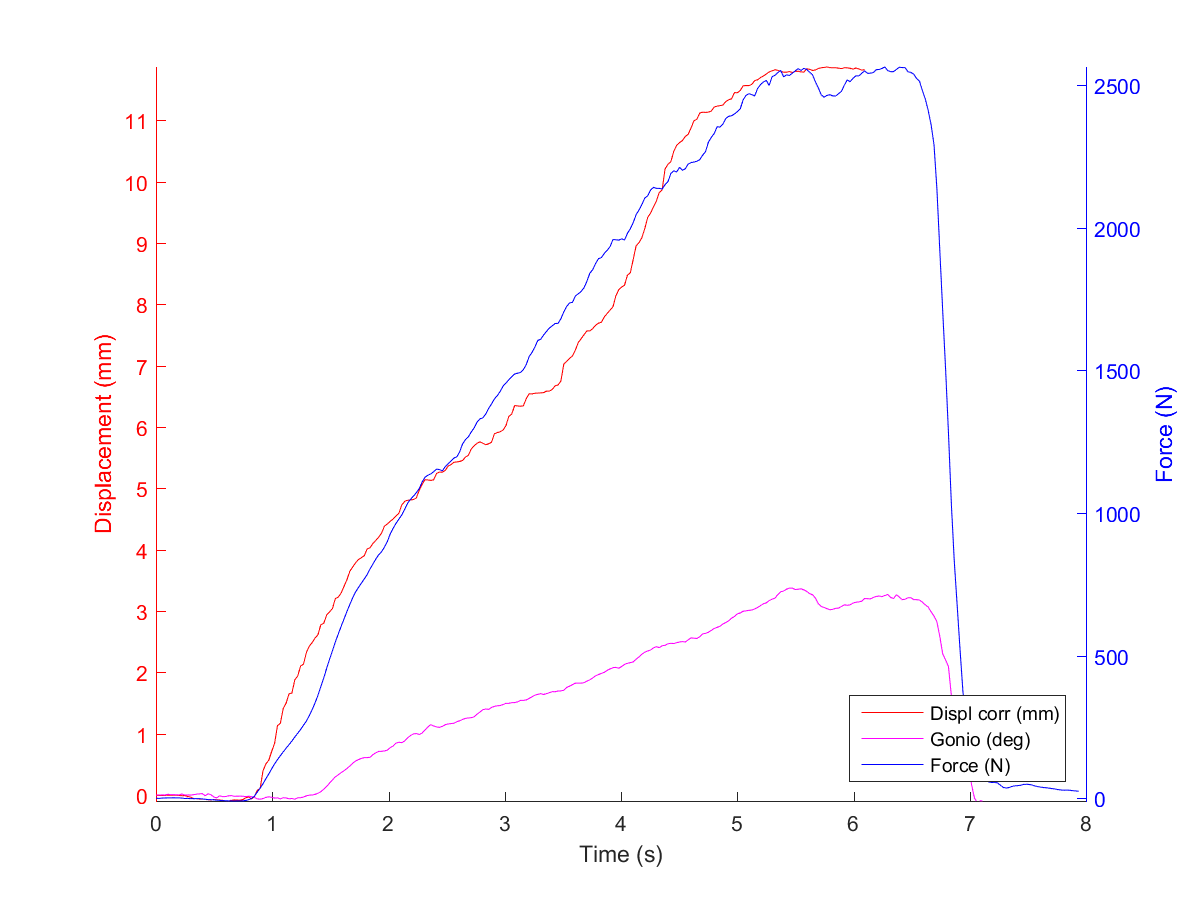 11
10
9
8
7
6
5
4
3
2
1
0
Displacement (mm)
2500
2000
1500
1000
500
0
Force (N)
Displ corr (mm)
Gonio (deg)
Force (N)
0 1 2 3 4 5 6 7 8
Time (s)